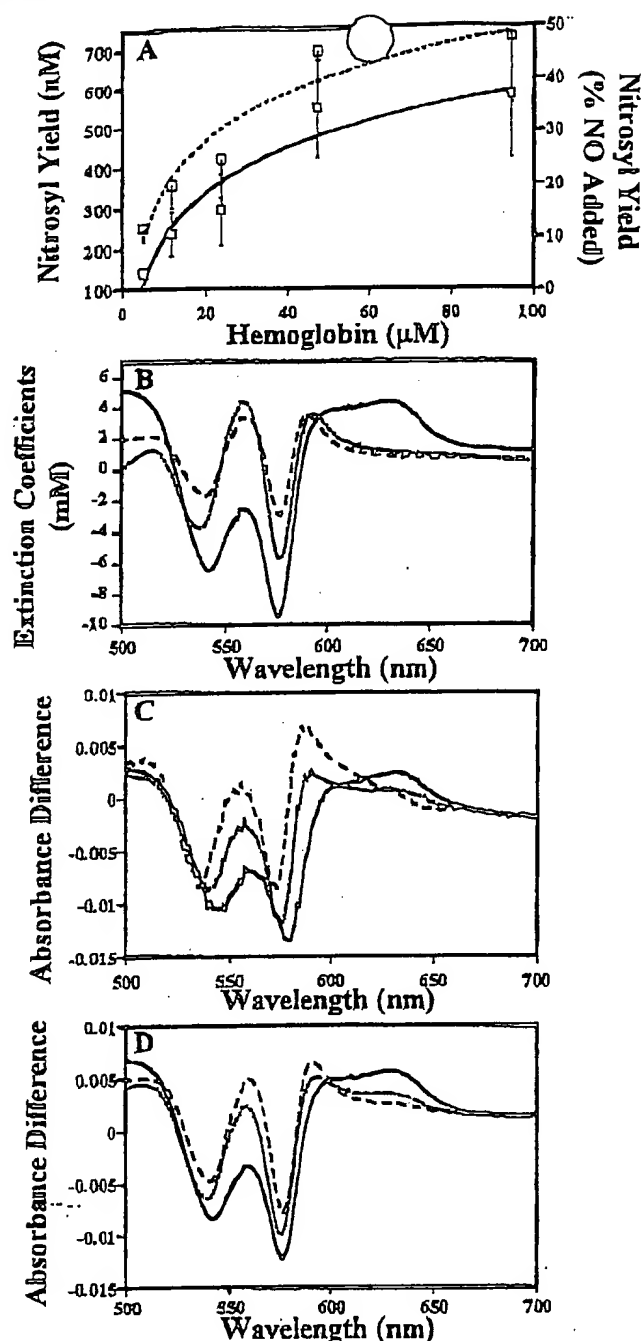 A
Nitrosyl Yield (nM)
700
600
500
400
300
200
100
50
40
30
20
10
0
Nitrosyl Yield
(% NO Added)
0 20 40 60 80 100
Hemoglobin (µM)
B
Extinction Coefficients
(mM)
6
4
2
0
-2
-4
-6
-8
-10
500 550 600 650 700
Wavelength (nm)
C
Absorbance Difference
0.01
0.005
0
-0.005
-0.01
-0.015
500 550 600 650 700
Wavelength (nm)
D
Absorbance Difference
0.01
0.005
0
-0.005
-0.01
-0.015
500 550 600 650 700
Wavelength (nm)